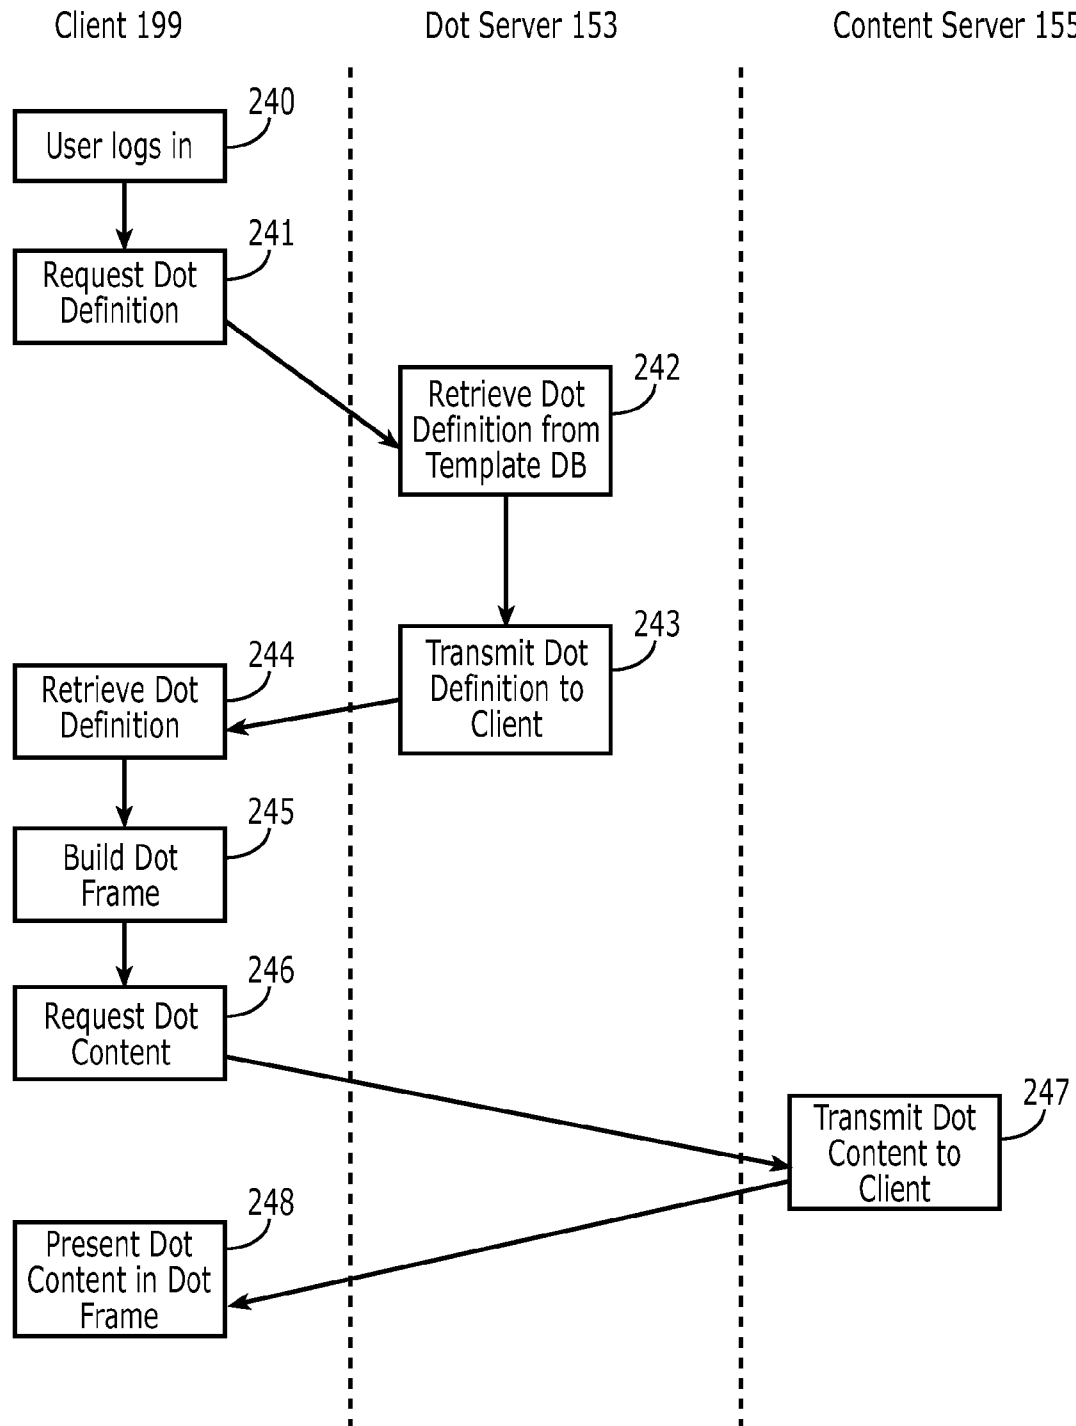 Client 199
Dot Server 153
Content Server 155
240
User logs in
241
Request Dot
Definition
242
Retrieve Dot
Definition from
Template DB
243
Transmit Dot
Definition to
Client
244
Retrieve Dot
Definition
245
Build Dot
Frame
246
Request Dot
Content
247
Transmit Dot
Content to
Client
248
Present Dot
Content in Dot
Frame